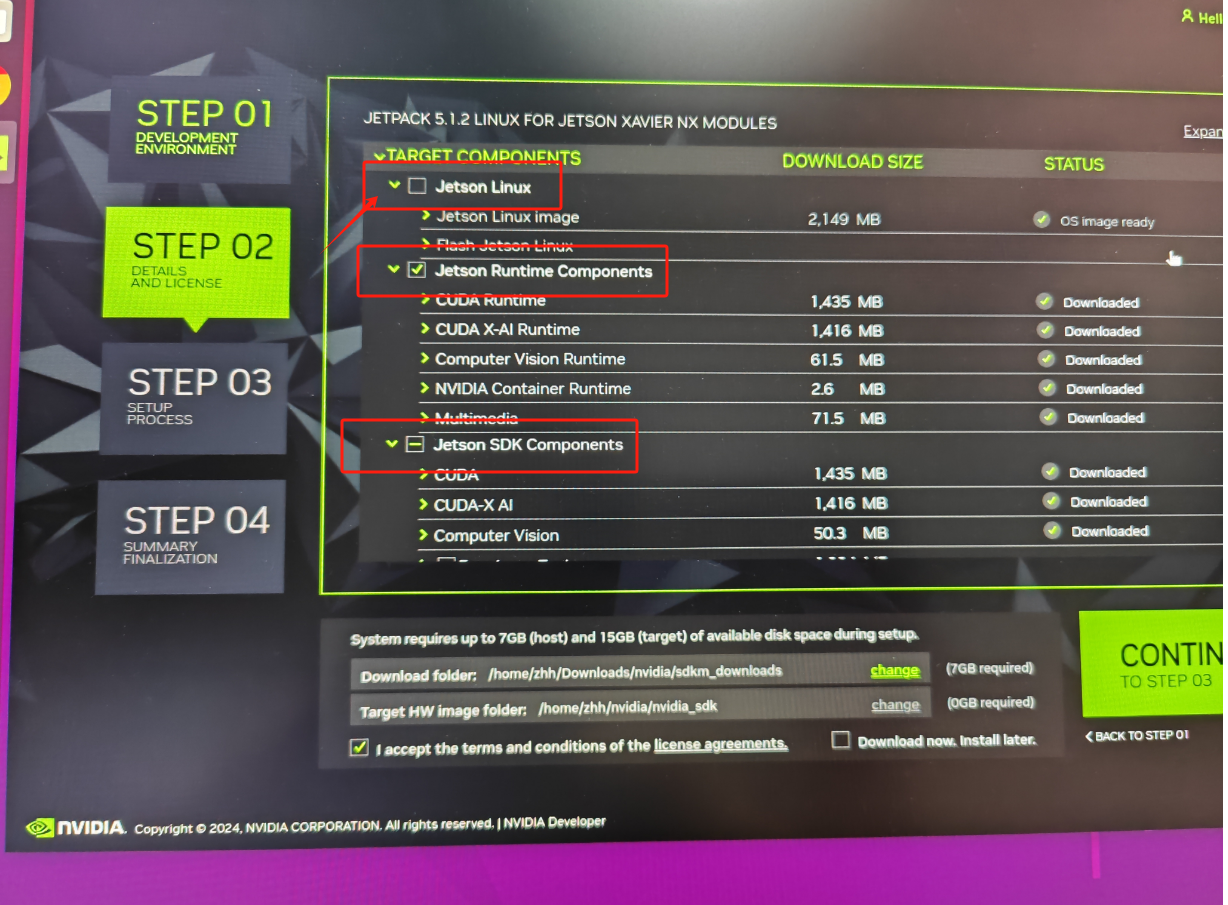 Hell
STEP 01
DEVELOPMENT
ENVIRONMENT
STEP 02
DETAILS
AND LICENSE
STEP 03
SETUP
PROCESS
STEP 04
SUMMARY
FINALIZATION
JETPACK 5.1.2 LINUX FOR JETSON XAVIER NX MODULES
Expan
TARGET COMPONENTS DOWNLOAD SIZE STATUS
Jetson Linux
Jetson Linux image 2,149 MB OS image ready
Flash Jetson Linux
Jetson Runtime Components
CUDA Runtime 1,435 MB Downloaded
CUDA X-AI Runtime 1,416 MB Downloaded
Computer Vision Runtime 61.5 MB Downloaded
NVIDIA Container Runtime 2.6 MB Downloaded
Multimedia 71.5 MB Downloaded
Jetson SDK Components
CUDA 1,435 MB Downloaded
CUDA-X AI 1,416 MB Downloaded
Computer Vision 50.3 MB Downloaded
System requires up to 7GB (host) and 15GB (target) of available disk space during setup.
Download folder: /home/zhh/Downloads/nvidia/sdkm_downloads change (7GB required)
Target HW image folder: /home/zhh/nvidia/nvidia_sdk change (0GB required)
I accept the terms and conditions of the license agreements. Download now. Install later.
CONTIN
TO STEP 03
BACK TO STEP 01
NVIDIA. Copyright © 2024, NVIDIA CORPORATION. All rights reserved. | NVIDIA Developer